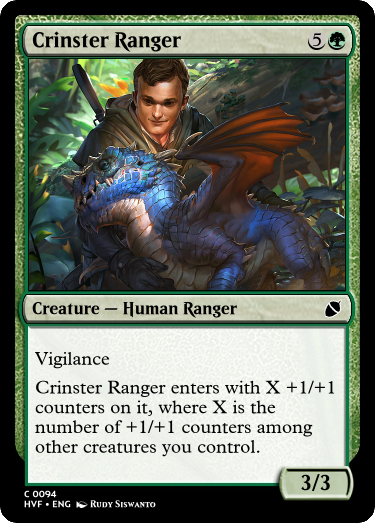 Crinster Ranger 5
Creature — Human Ranger
Vigilance
Crinster Ranger enters with X +1/+1
counters on it, where X is the
number of +1/+1 counters among
other creatures you control.
3/3
C 0094
HVF • ENG Rudy Siswanto